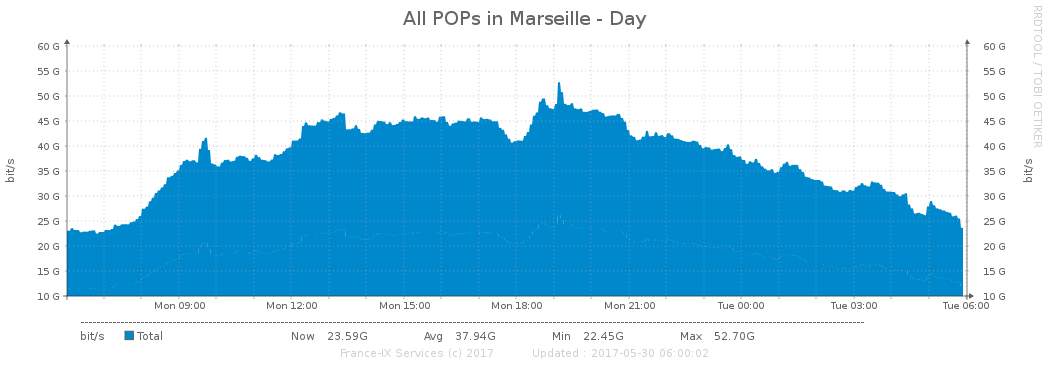 All POPs in Marseille - Day
RRDTOOL / TOBI OETIKER
60 G 60 G
55 G 55 G
50 G 50 G
45 G 45 G
40 G 40 G
35 G 35 G
30 G 30 G
25 G 25 G
20 G 20 G
15 G 15 G
10 G 10 G
bit/s bit/s
Mon 09:00 Mon 12:00 Mon 15:00 Mon 18:00 Mon 21:00 Tue 00:00 Tue 03:00 Tue 06:00
bit/s Total Now 23.59G Avg 37.94G Min 22.45G Max 52.70G
France-IX Services (c) 2017 Updated : 2017-05-30 06:00:02